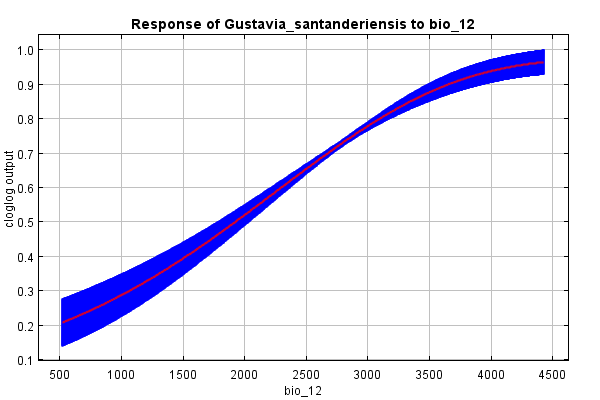 Response of Gustavia_santanderiensis to bio_12
cloglog output
1.0
0.9
0.8
0.7
0.6
0.5
0.4
0.3
0.2
0.1
500 1000 1500 2000 2500 3000 3500 4000 4500
bio_12